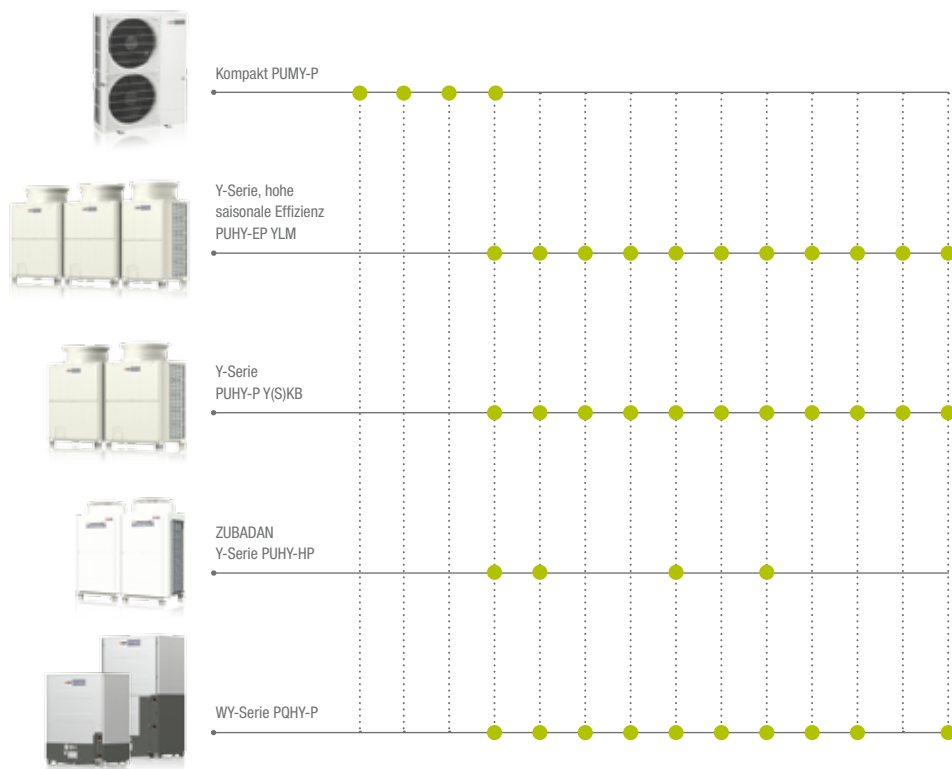 Kompakt PUMY-P
Y-Serie, hohe
saisonale Effizienz
PUHY-EP YLM
Y-Serie
PUHY-P Y(S)KB
ZUBADAN
Y-Serie PUHY-HP
WY-Serie PQHY-P